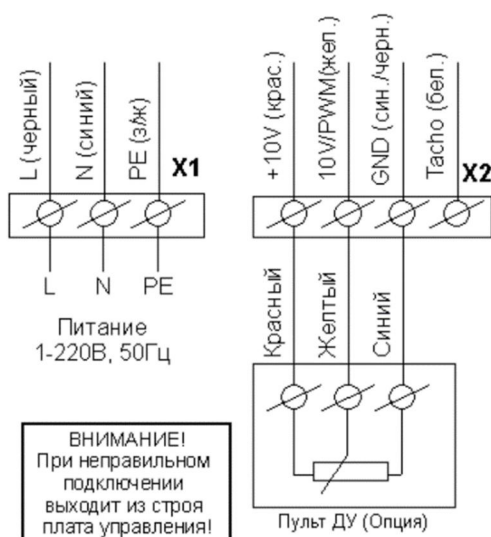 L (черный)
N (синий)
PE (з/ж)
X1
L
N
PE
Питание
1-220В, 50Гц
ВНИМАНИЕ!
При неправильном
подключении
выходит из строя
плата управления!
+10V (крас.)
10V/PWM(жел.)
GND (син./черн.)
Tacho (бел.)
X2
Красный
Желтый
Синий
Пульт ДУ (Опция)